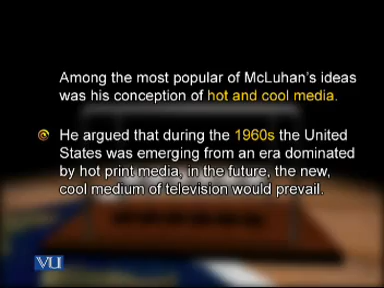 Among the most popular of McLuhan's ideas
was his conception of hot and cool media.
He argued that during the 1960s the United
States was emerging from an era dominated
by hot print media, in the future, the new,
cool medium of television would prevail.
VU